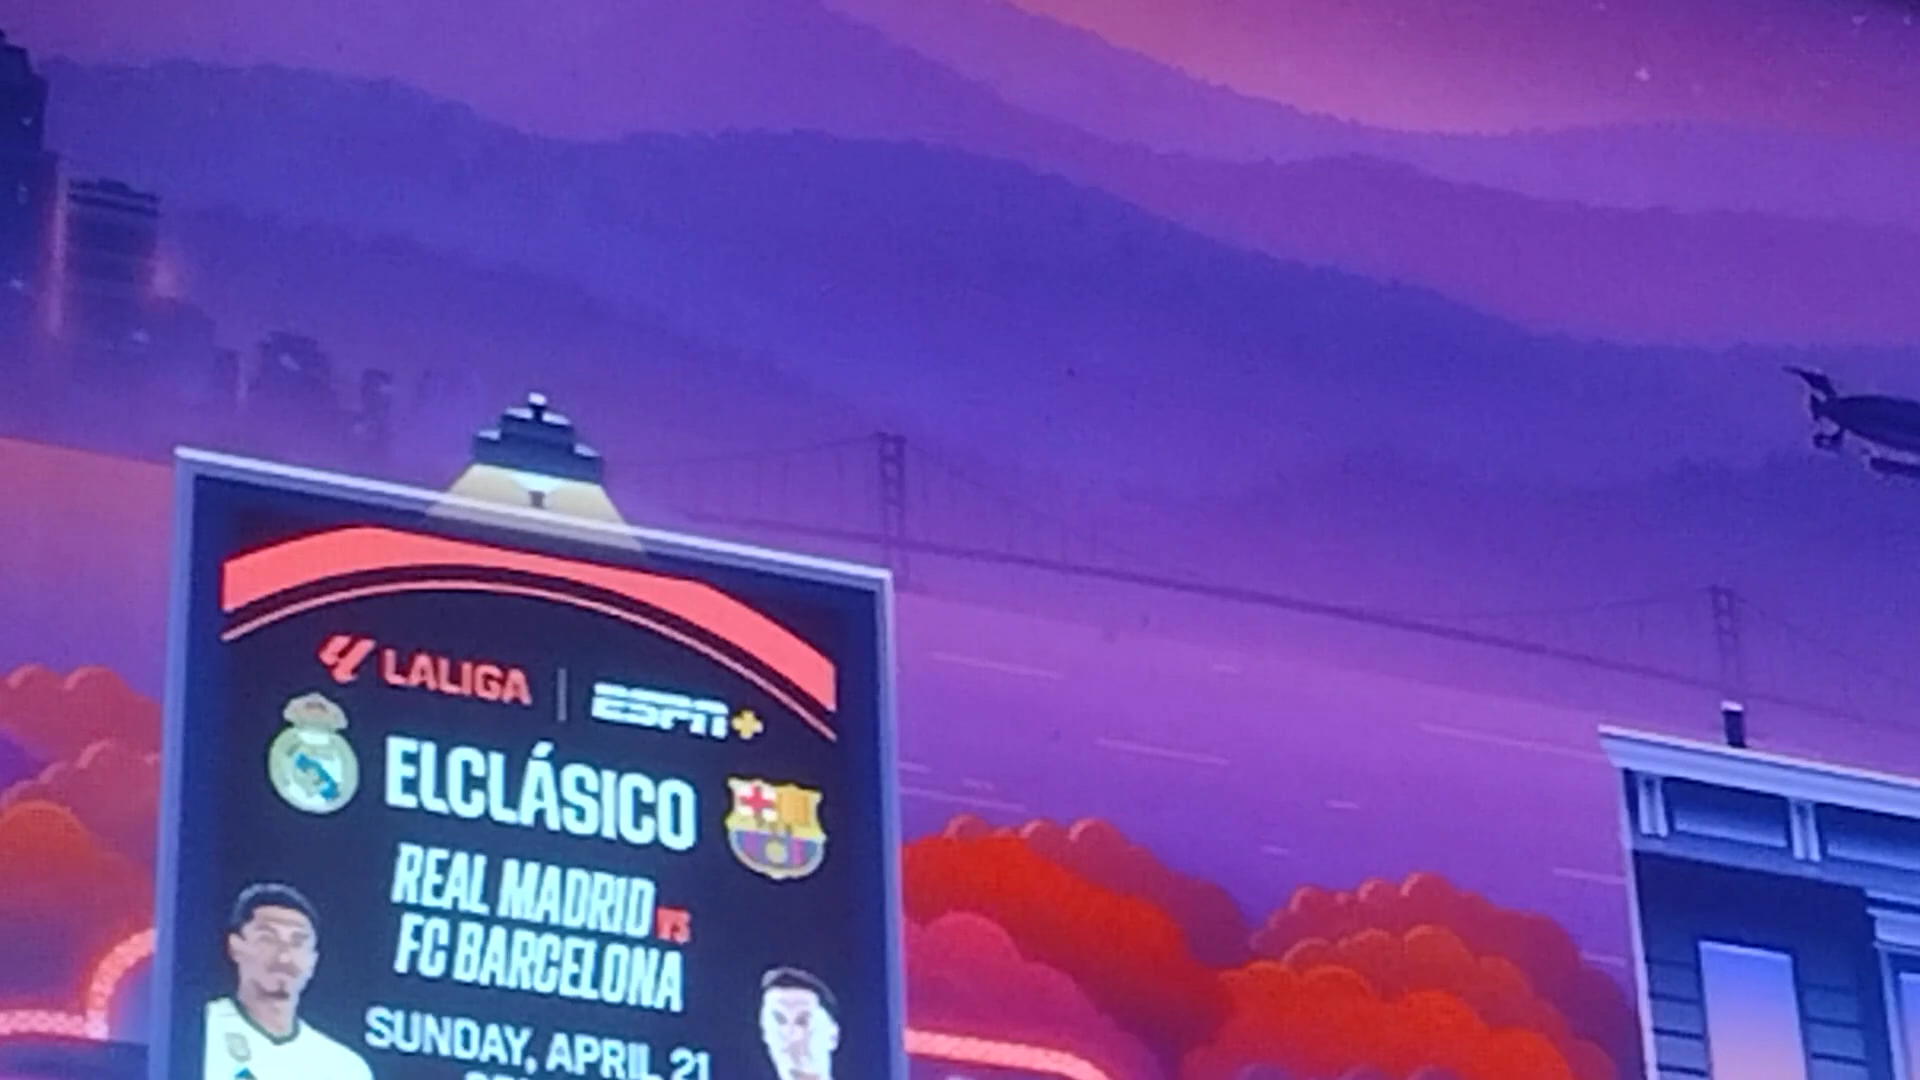 LALIGA | ESPN+
ELCLÁSICO
REAL MADRID VS
FC BARCELONA
SUNDAY, APRIL 21